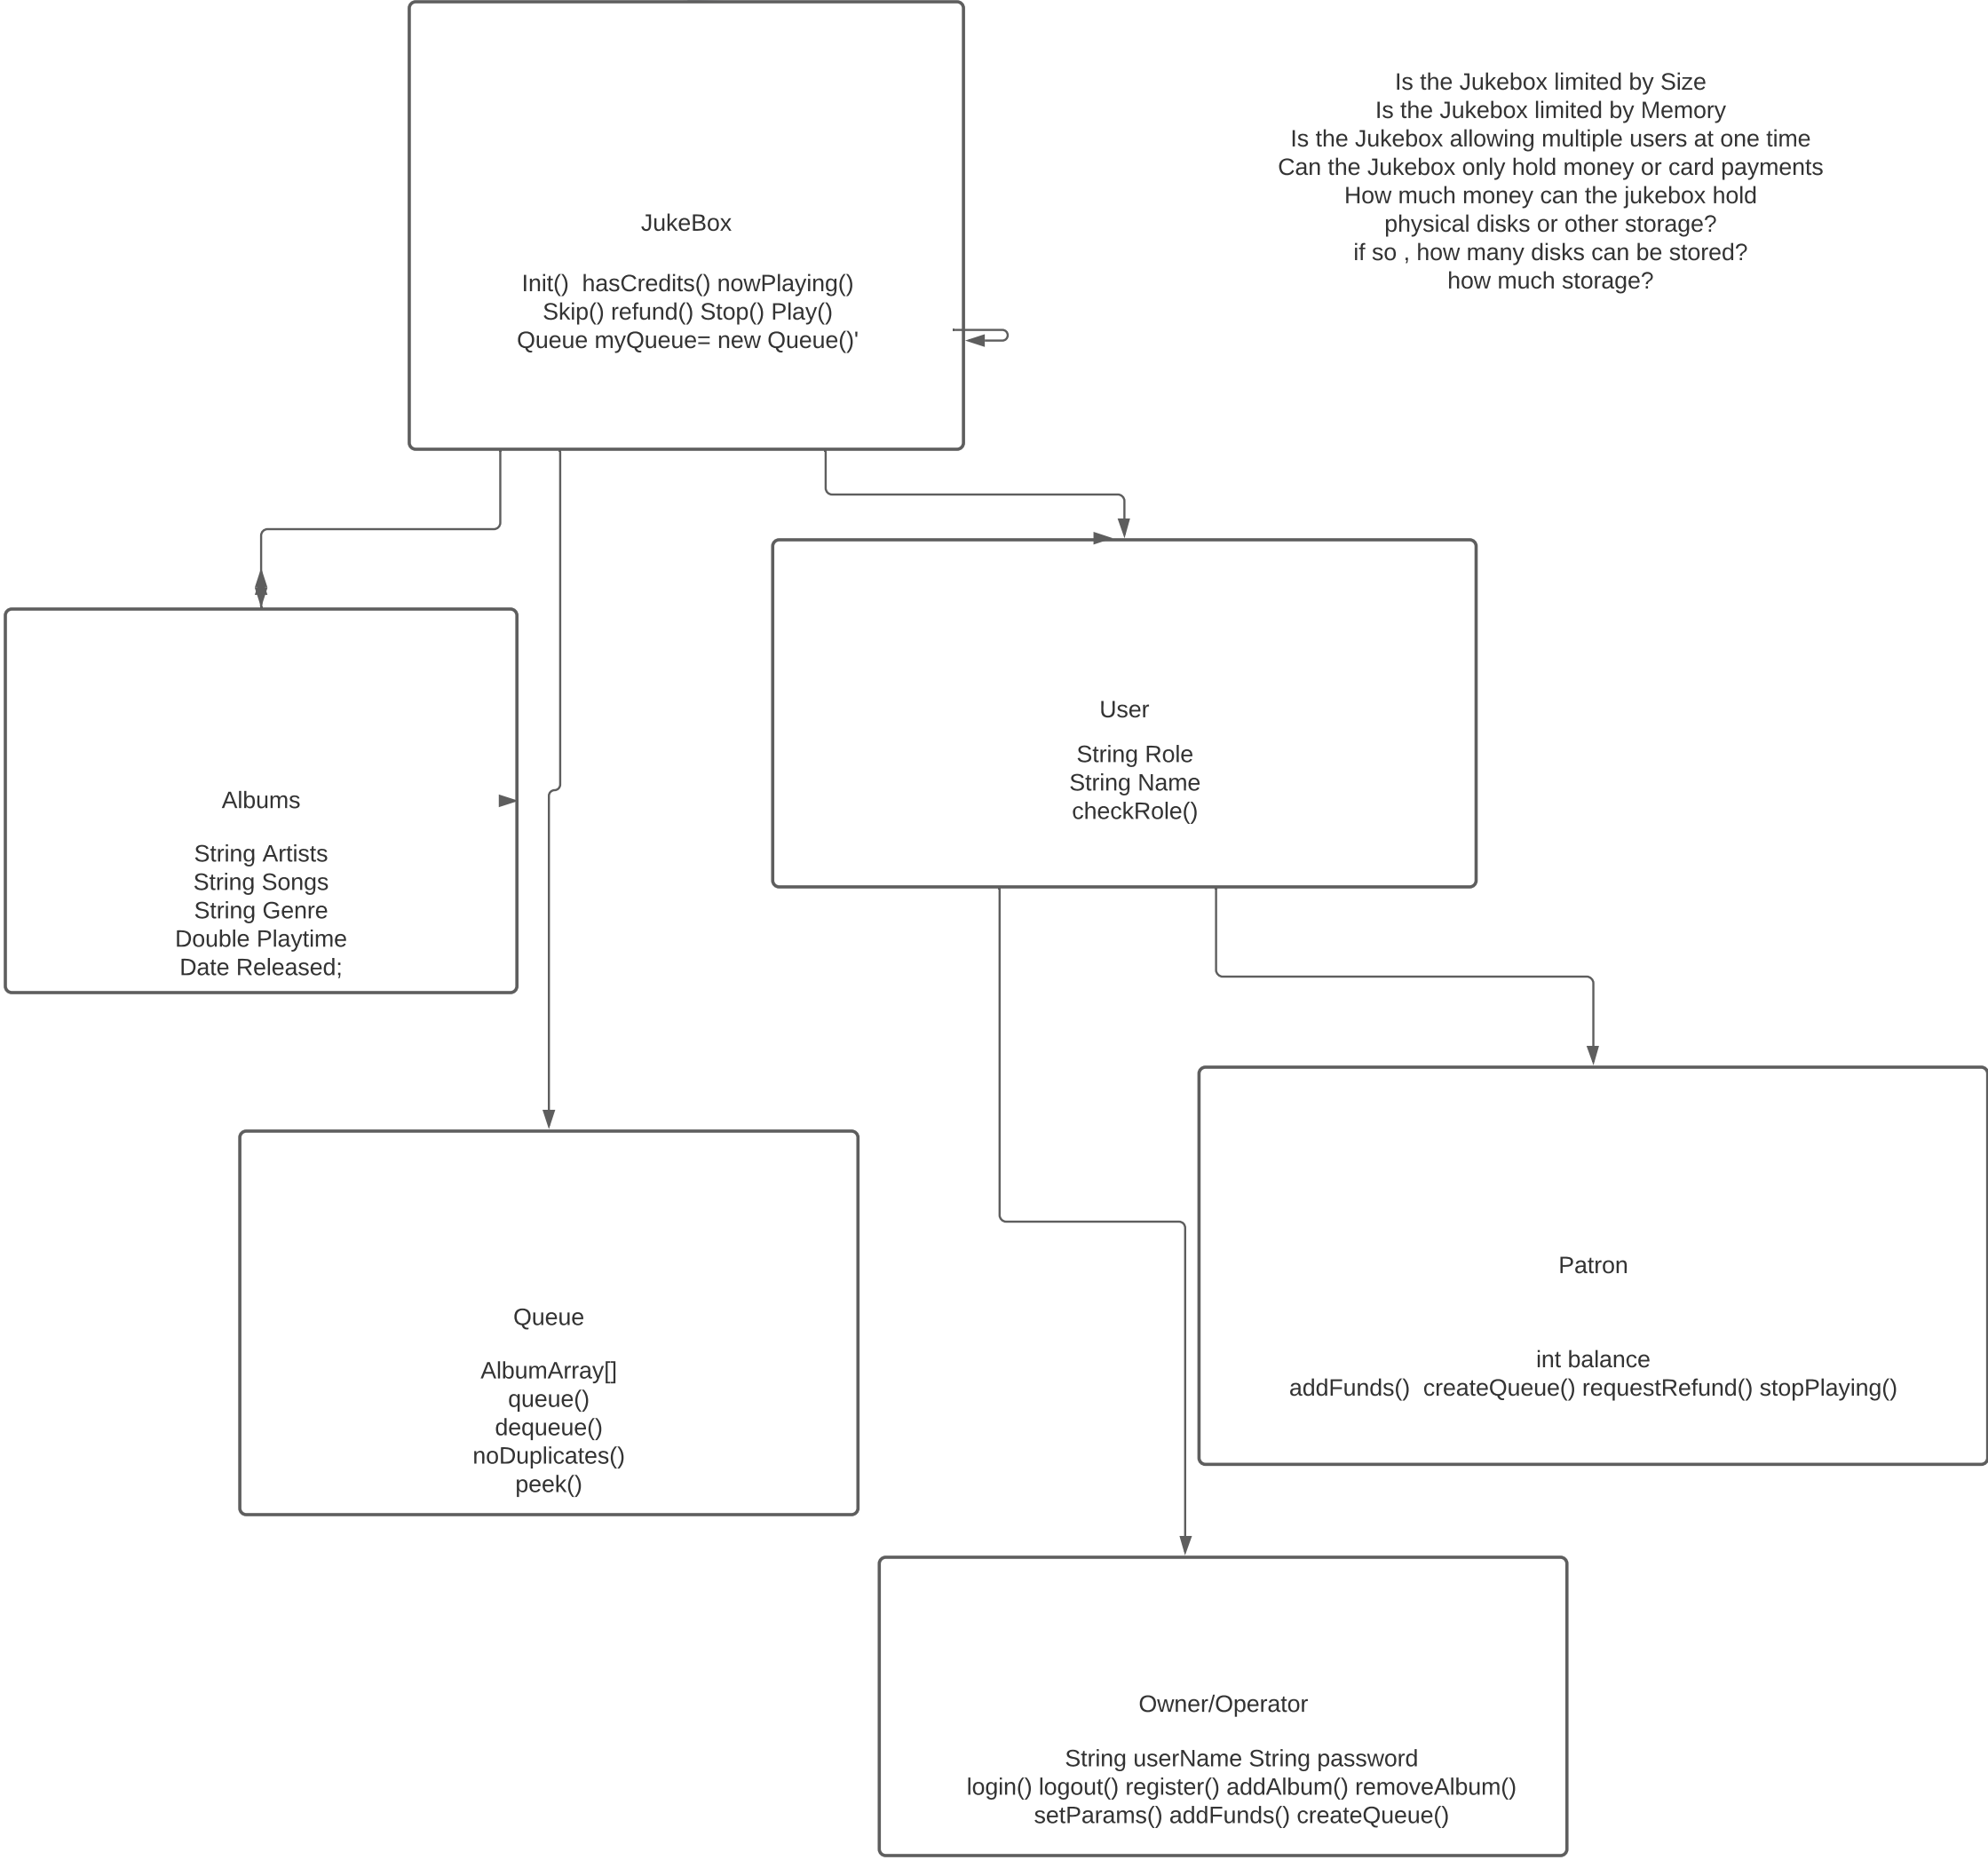 JukeBox
Init()  hasCredits() nowPlaying()
Skip() refund() Stop() Play()
Queue myQueue= new Queue()'
Is the Jukebox limited by Size
Is the Jukebox limited by Memory
Is the Jukebox allowing multiple users at one time
Can the Jukebox only hold money or card payments
How much money can the jukebox hold
physical disks or other storage?
if so , how many disks can be stored?
how much storage?
User
String Role
String Name
checkRole()
Albums
String Artists
String Songs
String Genre
Double Playtime
Date Released;
Patron
int balance
addFunds()  createQueue() requestRefund() stopPlaying()
Queue
AlbumArray[]
queue()
dequeue()
noDuplicates()
peek()
Owner/Operator
String userName String password
login() logout() register() addAlbum() removeAlbum()
setParams() addFunds() createQueue()